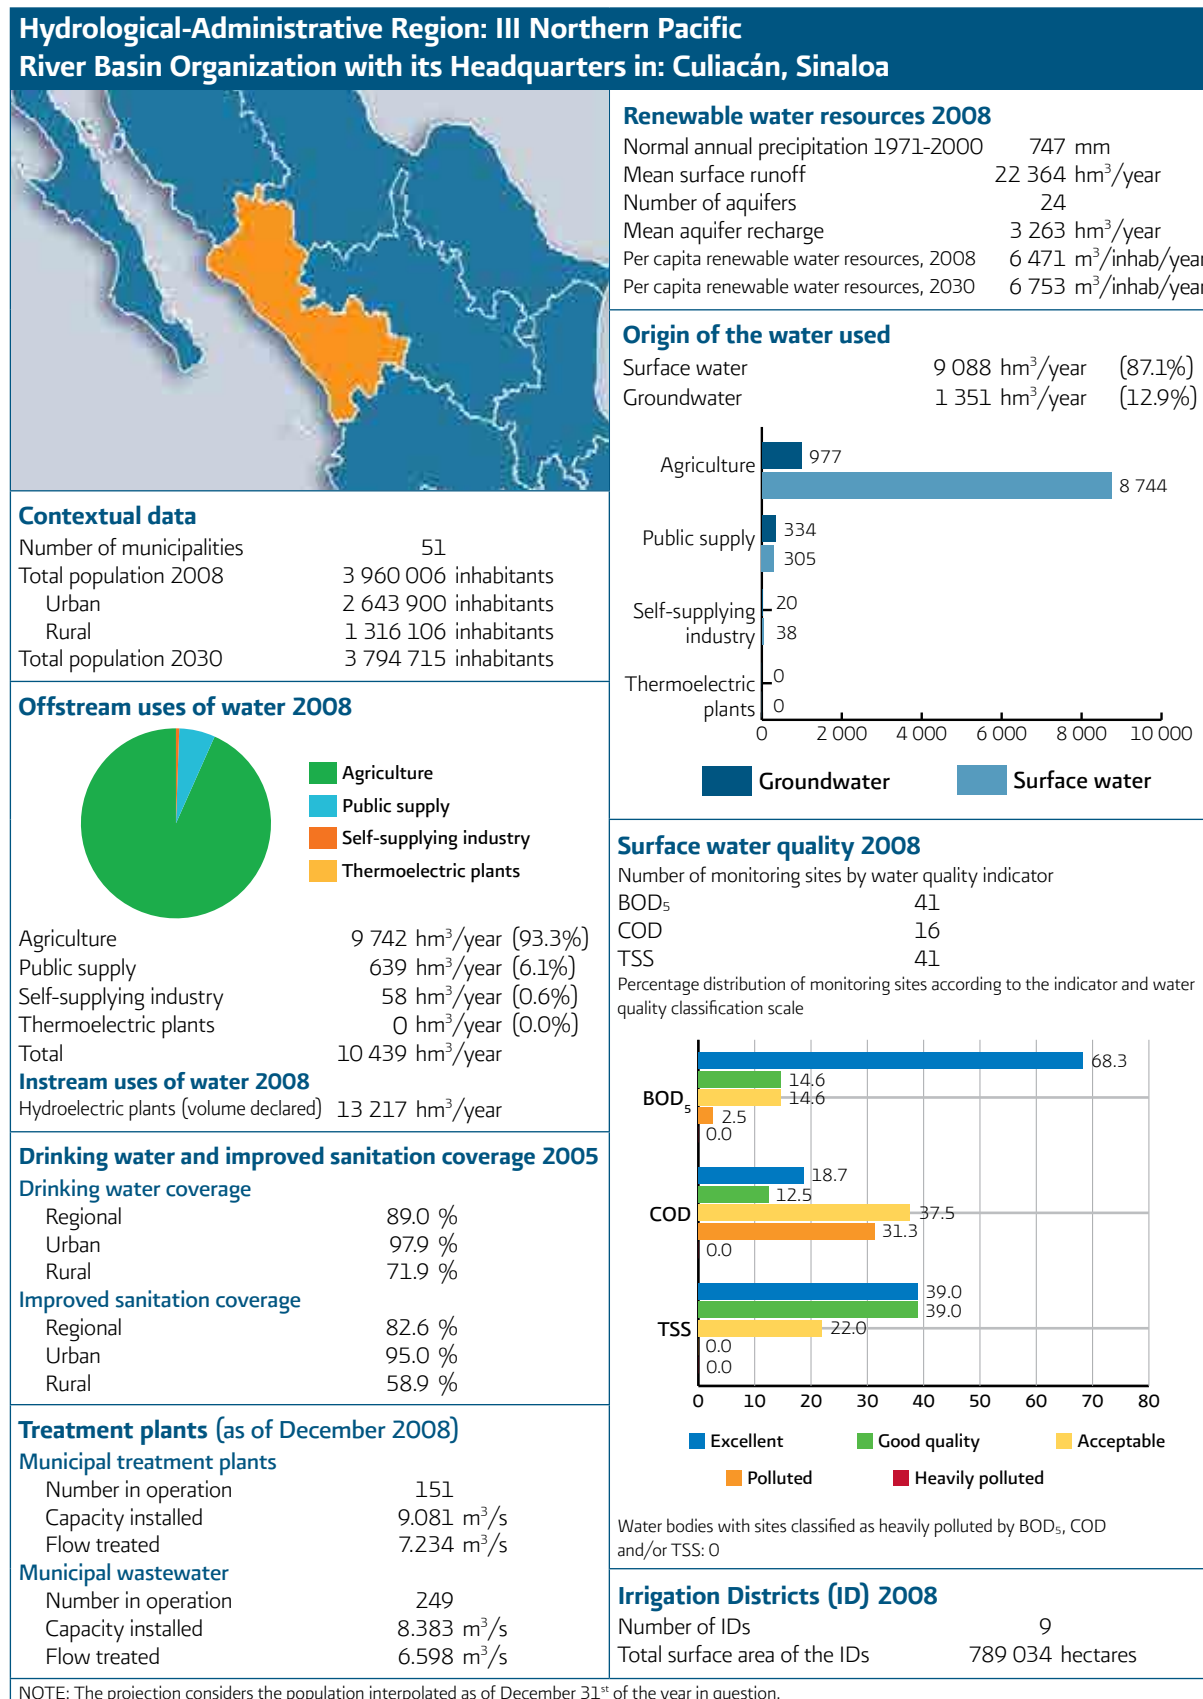 Hydrological-Administrative Region: III Northern Pacific
River Basin Organization with its Headquarters in: Culiacán, Sinaloa
Contextual data
Number of municipalities 51
Total population 2008 3 960 006 inhabitants
Urban 2 643 900 inhabitants
Rural 1 316 106 inhabitants
Total population 2030 3 794 715 inhabitants
Offstream uses of water 2008
Agriculture
Public supply
Self-supplying industry
Thermoelectric plants
Agriculture 9 742 hm³/year (93.3%)
Public supply 639 hm³/year (6.1%)
Self-supplying industry 58 hm³/year (0.6%)
Thermoelectric plants 0 hm³/year (0.0%)
Total 10 439 hm³/year
Instream uses of water 2008
Hydroelectric plants (volume declared) 13 217 hm³/year
Drinking water and improved sanitation coverage 2005
Drinking water coverage
Regional 89.0 %
Urban 97.9 %
Rural 71.9 %
Improved sanitation coverage
Regional 82.6 %
Urban 95.0 %
Rural 58.9 %
Treatment plants (as of December 2008)
Municipal treatment plants
Number in operation 151
Capacity installed 9.081 m³/s
Flow treated 7.234 m³/s
Municipal wastewater
Number in operation 249
Capacity installed 8.383 m³/s
Flow treated 6.598 m³/s
Renewable water resources 2008
Normal annual precipitation 1971-2000 747 mm
Mean surface runoff 22 364 hm³/year
Number of aquifers 24
Mean aquifer recharge 3 263 hm³/year
Per capita renewable water resources, 2008 6 471 m³/inhab/year
Per capita renewable water resources, 2030 6 753 m³/inhab/year
Origin of the water used
Surface water 9 088 hm³/year (87.1%)
Groundwater 1 351 hm³/year (12.9%)
Agriculture 977
8 744
Public supply 334
305
Self-supplying 20
industry 38
Thermoelectric 0
plants 0
0 2 000 4 000 6 000 8 000 10 000
Groundwater Surface water
Surface water quality 2008
Number of monitoring sites by water quality indicator
BOD₅ 41
COD 16
TSS 41
Percentage distribution of monitoring sites according to the indicator and water
quality classification scale
68.3
14.6
BOD₅ 14.6
2.5
0.0
18.7
12.5
COD 37.5
31.3
0.0
39.0
39.0
TSS 22.0
0.0
0.0
0 10 20 30 40 50 60 70 80
Excellent Good quality Acceptable
Polluted Heavily polluted
Water bodies with sites classified as heavily polluted by BOD₅, COD
and/or TSS: 0
Irrigation Districts (ID) 2008
Number of IDs 9
Total surface area of the IDs 789 034 hectares
NOTE: The projection considers the population interpolated as of December 31st of the year in question.